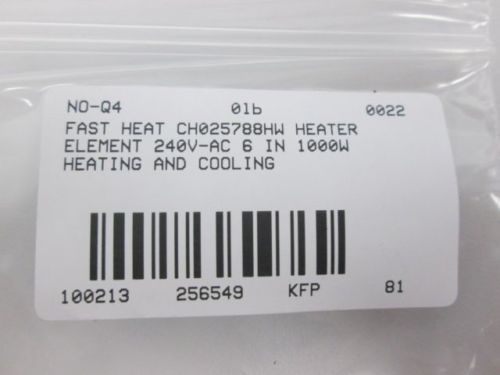 NO-Q4 01b 0022
FAST HEAT CH025788HW HEATER
ELEMENT 240V-AC 6 IN 1000W
HEATING AND COOLING
100213 256549 KFP 81